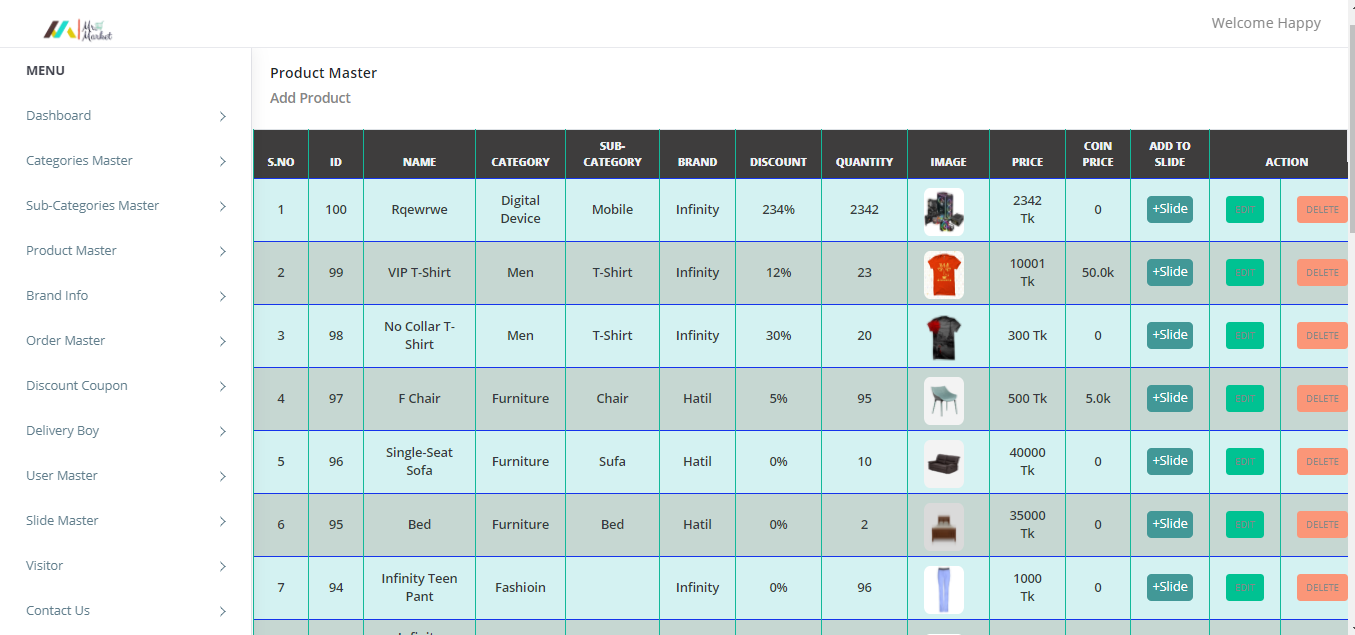 Mr
Market
Welcome Happy
MENU
Dashboard
Categories Master
Sub-Categories Master
Product Master
Brand Info
Order Master
Discount Coupon
Delivery Boy
User Master
Slide Master
Visitor
Contact Us
Product Master
Add Product
S.NO ID NAME CATEGORY SUB-CATEGORY BRAND DISCOUNT QUANTITY IMAGE PRICE COIN PRICE ADD TO SLIDE ACTION
1 100 Rqewrwe Digital Device Mobile Infinity 234% 2342 2342 Tk 0 +Slide EDIT DELETE
2 99 VIP T-Shirt Men T-Shirt Infinity 12% 23 10001 Tk 50.0k +Slide EDIT DELETE
3 98 No Collar T-Shirt Men T-Shirt Infinity 30% 20 300 Tk 0 +Slide EDIT DELETE
4 97 F Chair Furniture Chair Hatil 5% 95 500 Tk 5.0k +Slide EDIT DELETE
5 96 Single-Seat Sofa Furniture Sufa Hatil 0% 10 40000 Tk 0 +Slide EDIT DELETE
6 95 Bed Furniture Bed Hatil 0% 2 35000 Tk 0 +Slide EDIT DELETE
7 94 Infinity Teen Pant Fashioin Infinity 0% 96 1000 Tk 0 +Slide EDIT DELETE